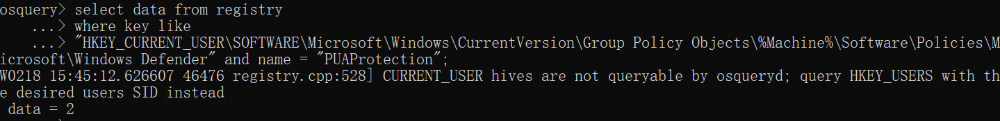 osquery> select data from registry
...> where key like
...> "HKEY_CURRENT_USER\SOFTWARE\Microsoft\Windows\CurrentVersion\Group Policy Objects\%Machine%\Software\Policies\M
icrosoft\Windows Defender" and name = "PUAProtection";
W0218 15:45:12.626607 46476 registry.cpp:528] CURRENT_USER hives are not queryable by osqueryd; query HKEY_USERS with th
e desired users SID instead
data = 2